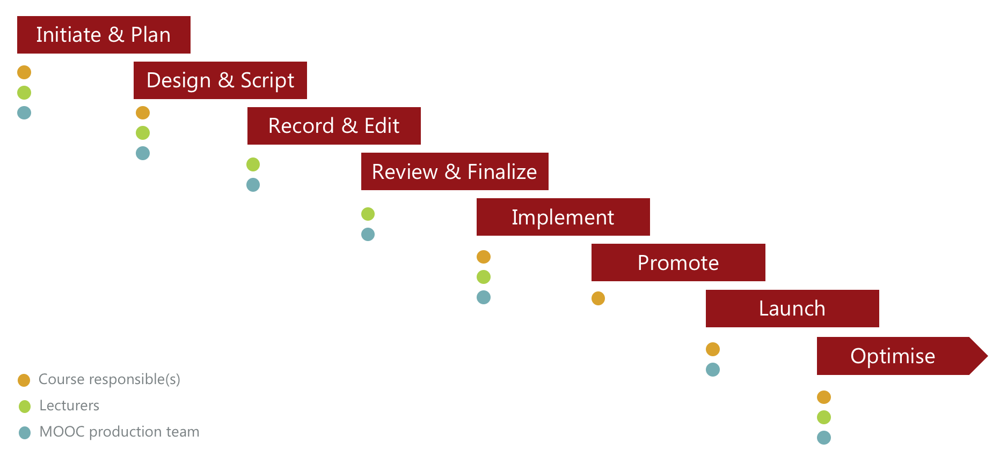 Initiate & Plan
Design & Script
Record & Edit
Review & Finalize
Implement
Promote
Launch
Optimise
Course responsible(s)
Lecturers
MOOC production team